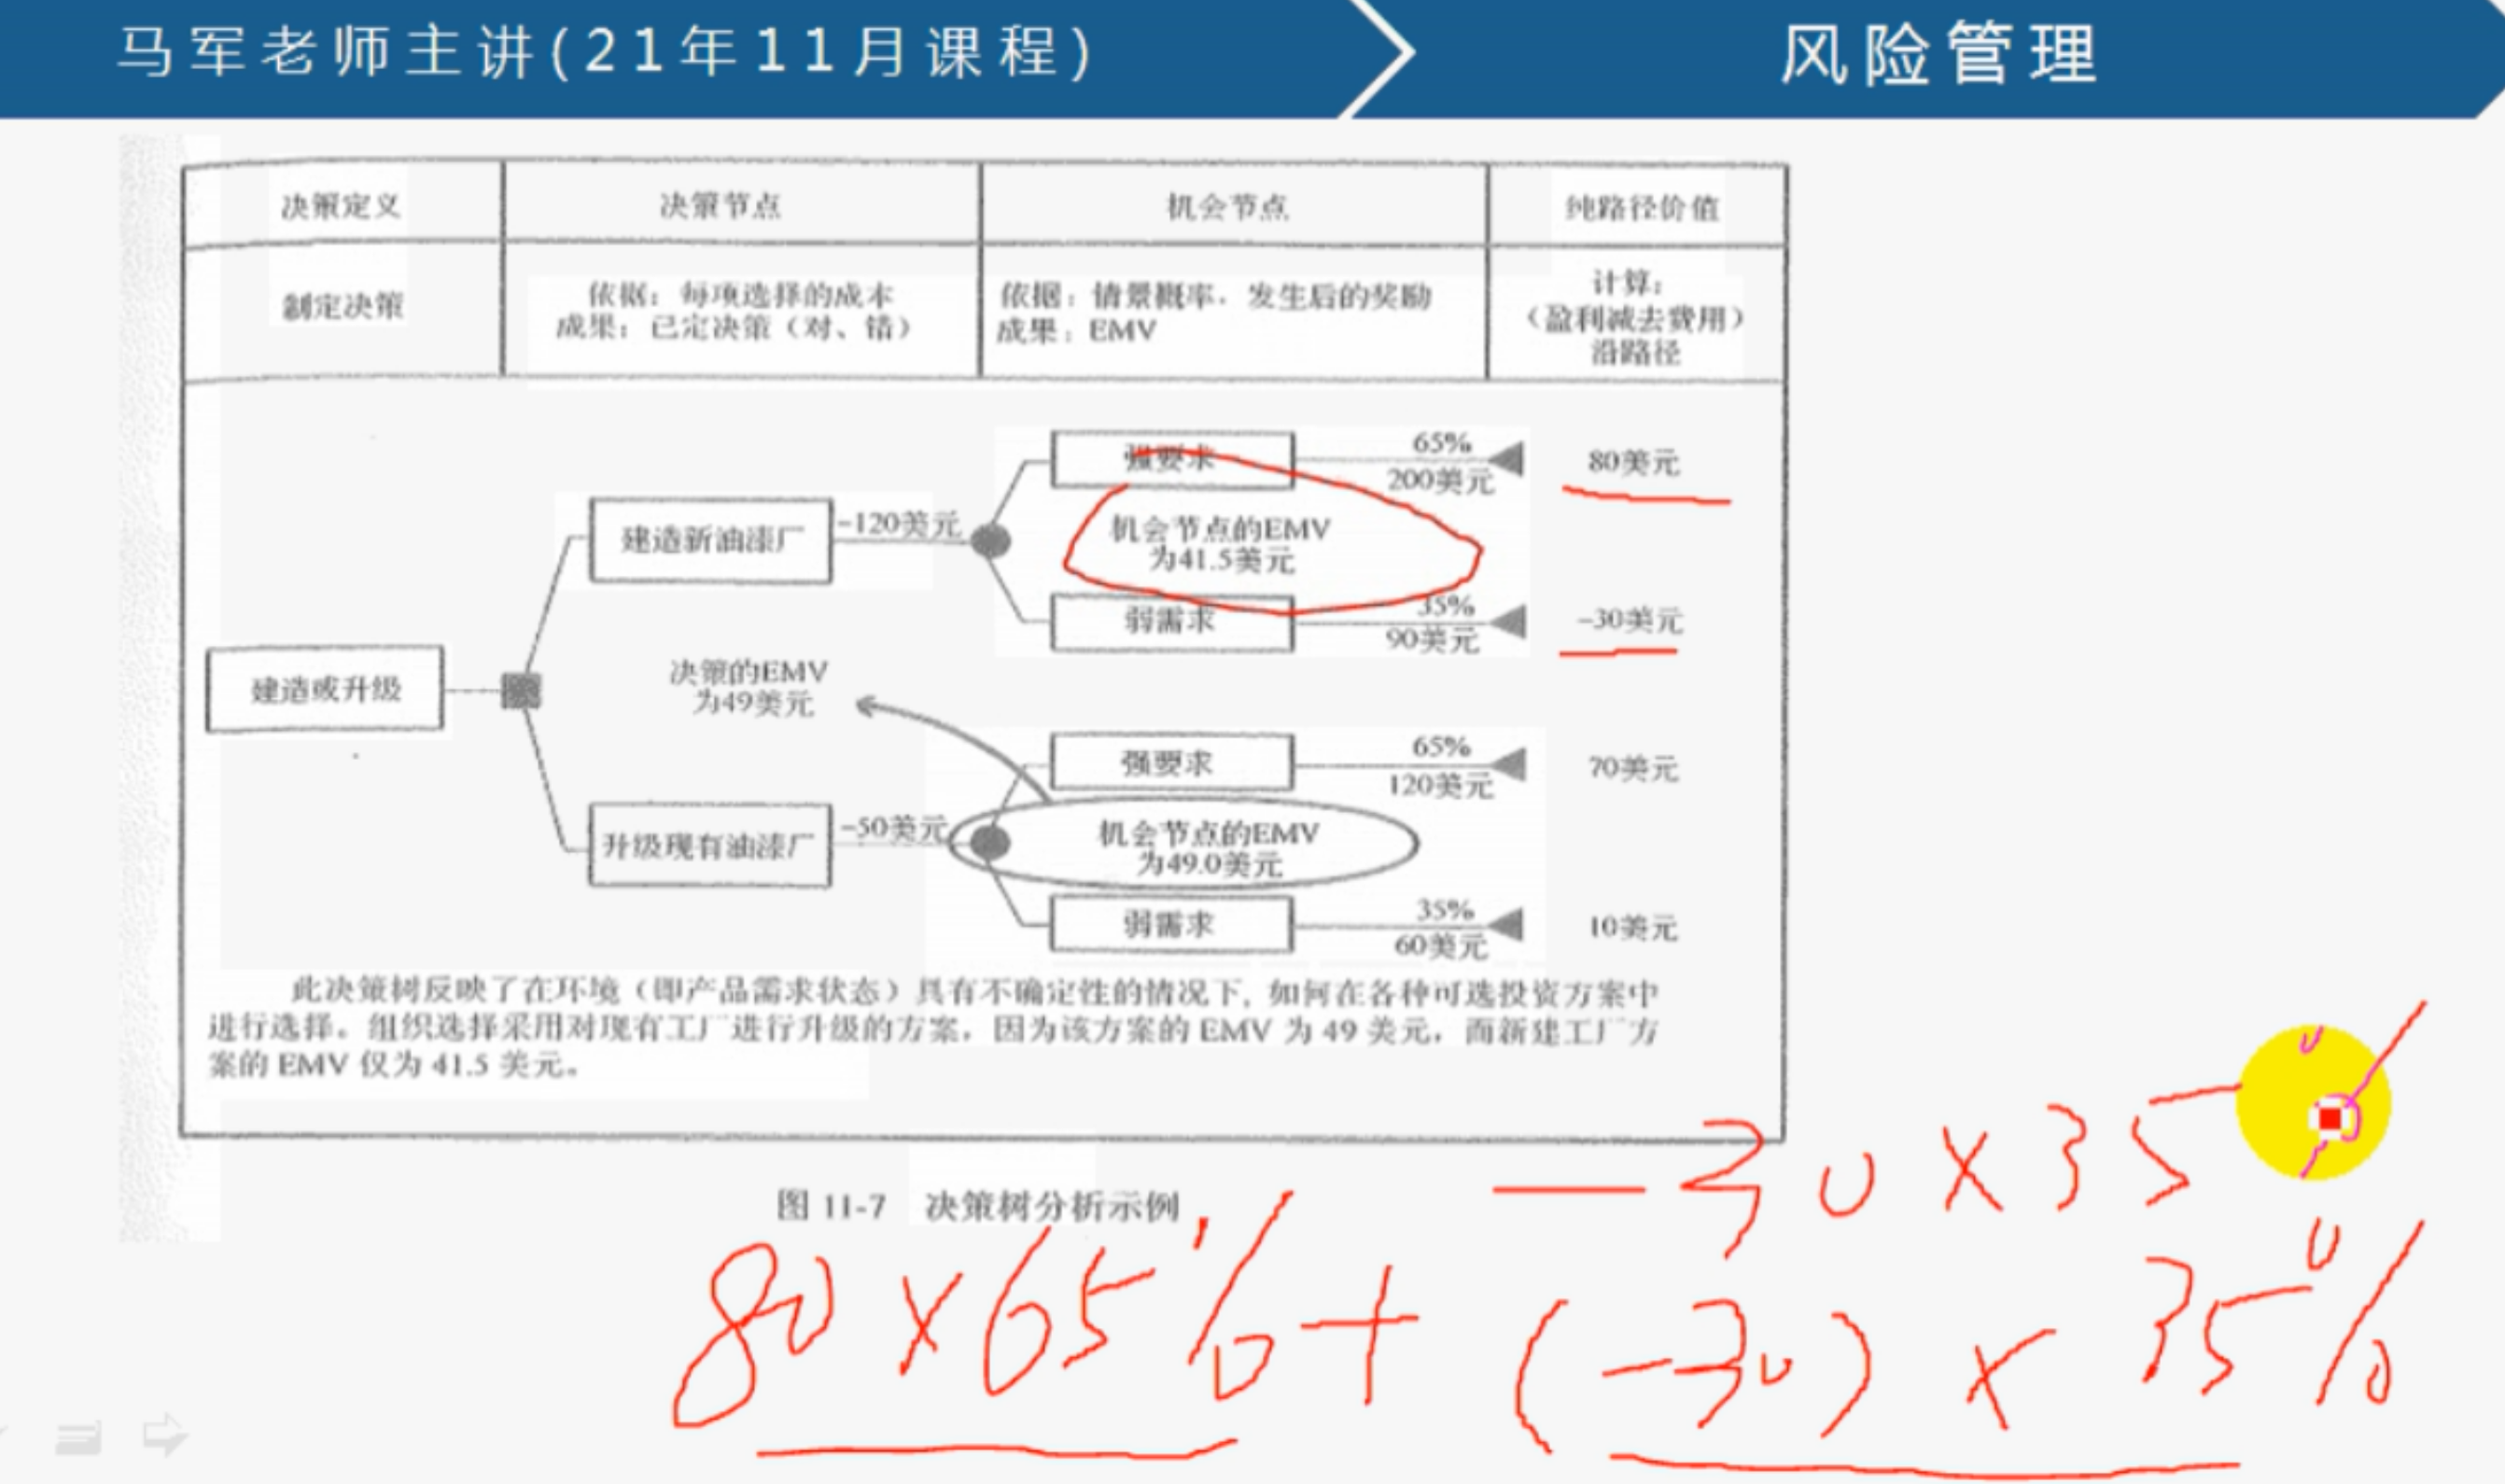 马军老师主讲(21年11月课程)
风险管理
决策定义 决策节点 机会节点 纯路径价值
制定决策
依据：每项选择的成本
成果：已定决策（对、错）
依据：情景概率，发生后的奖励
成果：EMV
计算：
（盈利减去费用）
沿路径
强要求 65% 80美元
200美元
建造新油漆厂 -120美元
机会节点的EMV
为41.5美元
弱需求 35% -30美元
90美元
建造或升级
决策的EMV
为49美元
强要求 65% 70美元
120美元
升级现有油漆厂 -50美元
机会节点的EMV
为49.0美元
弱需求 35% 10美元
60美元
此决策树反映了在环境（即产品需求状态）具有不确定性的情况下，如何在各种可选投资方案中
进行选择。组织选择采用对现有工厂进行升级的方案，因为该方案的 EMV 为 49 美元，而新建工厂方
案的 EMV 仅为 41.5 美元。
图 11-7 决策树分析示例
—30×35%
80×65%+(-30)×35%